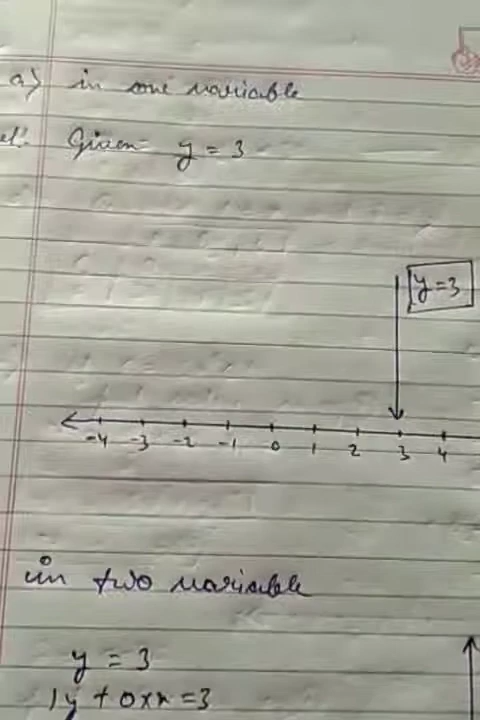 a) in one variable
Given y = 3
y = 3
-4 -3 -2 -1 0 1 2 3 4
in two variable
y = 3
1y + 0xx = 3